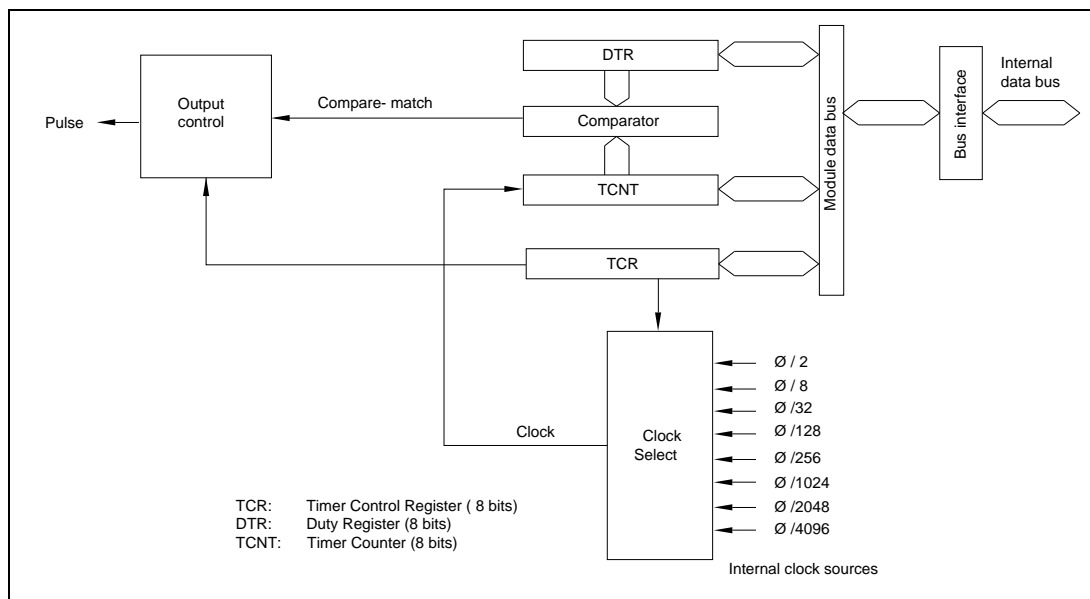 DTR
Internal
data bus
Output
control
Compare- match
Pulse
Comparator
Module data bus
Bus interface
TCNT
TCR
Ø / 2
Ø / 8
Ø /32
Ø /128
Clock
Clock
Select
Ø /256
Ø /1024
Ø /2048
Ø /4096
TCR: Timer Control Register ( 8 bits)
DTR: Duty Register (8 bits)
TCNT: Timer Counter (8 bits)
Internal clock sources